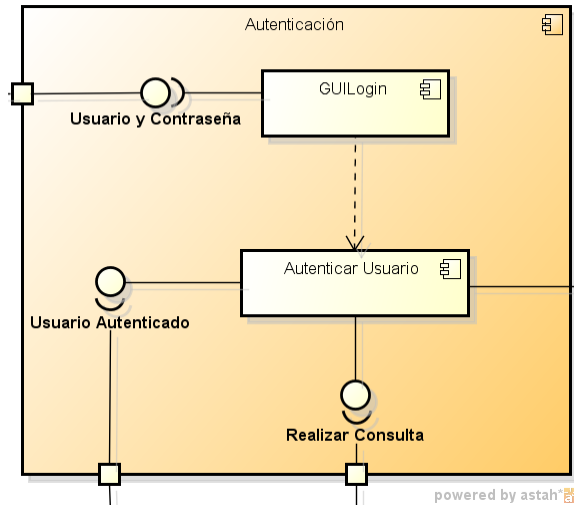 Autenticación
GUILogin
Usuario y Contraseña
Autenticar Usuario
Usuario Autenticado
Realizar Consulta
powered by astah*